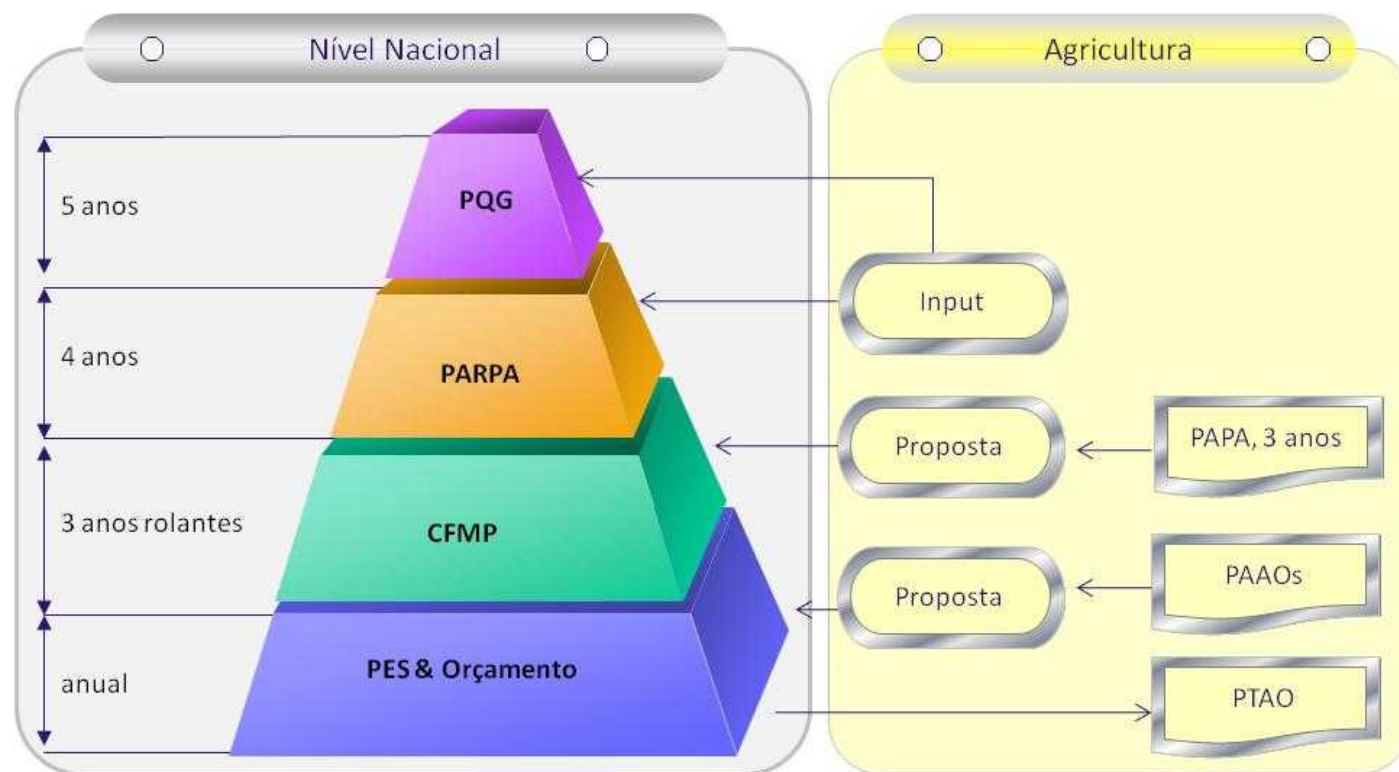 Nível Nacional
Agricultura
5 anos
PQG
Input
4 anos
PARPA
Proposta
PAPA, 3 anos
3 anos rolantes
CFMP
Proposta
PAAOs
anual
PES & Orçamento
PTAO